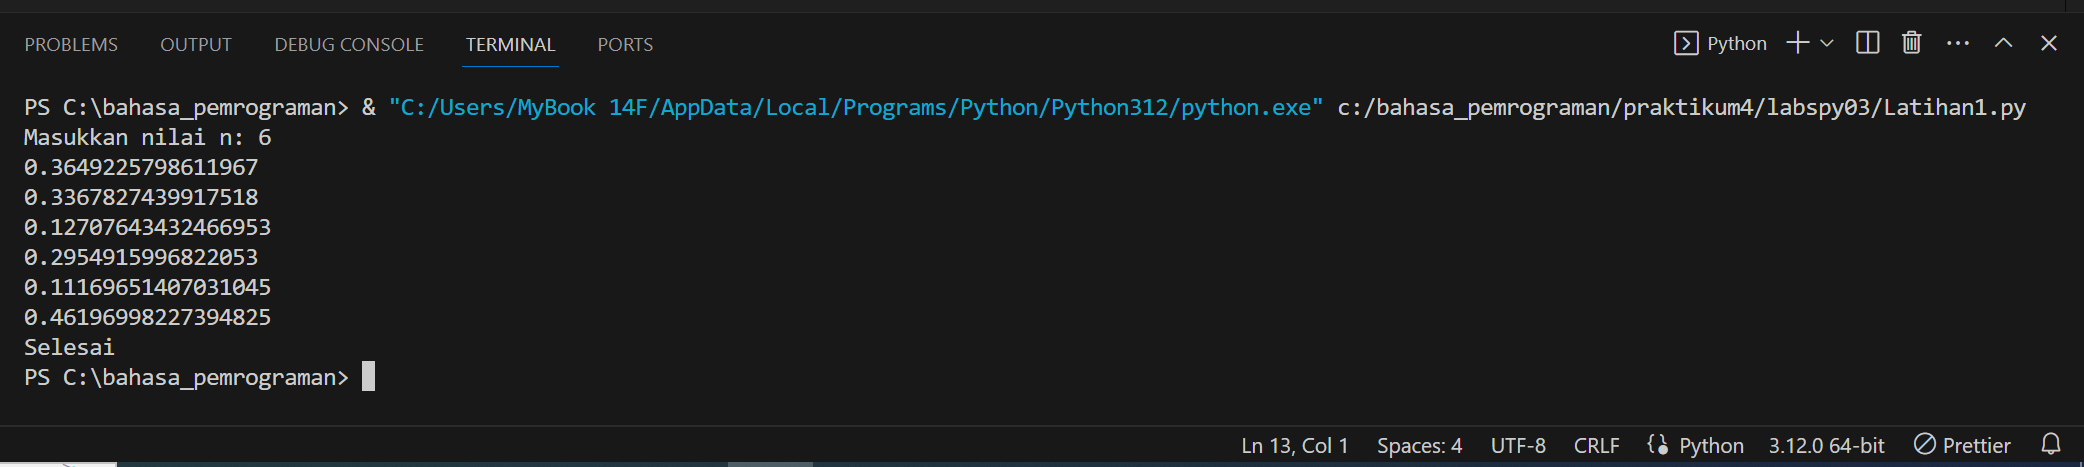 PROBLEMS OUTPUT DEBUG CONSOLE TERMINAL PORTS Python
PS C:\bahasa_pemrograman> & "C:/Users/MyBook 14F/AppData/Local/Programs/Python/Python312/python.exe" c:/bahasa_pemrograman/praktikum4/labspy03/Latihan1.py
Masukkan nilai n: 6
0.3649225798611967
0.3367827439917518
0.12707643432466953
0.2954915996822053
0.11169651407031045
0.46196998227394825
Selesai
PS C:\bahasa_pemrograman>
Ln 13, Col 1 Spaces: 4 UTF-8 CRLF Python 3.12.0 64-bit Prettier